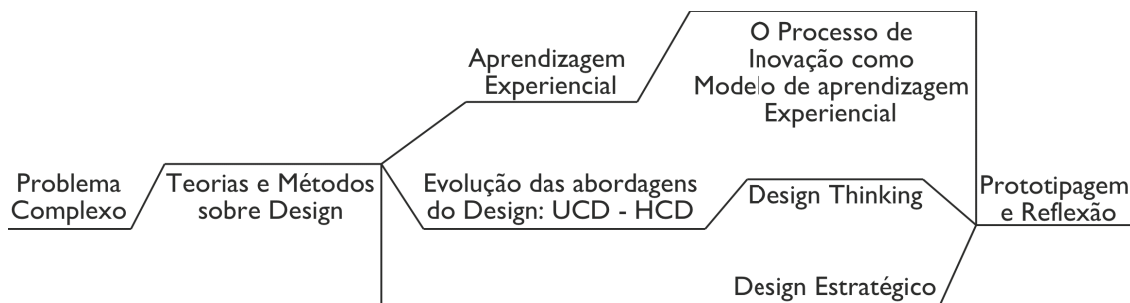 Problema
Complexo
Teorias e Métodos
sobre Design
Aprendizagem
Experiencial
O Processo de
Inovação como
Modelo de aprendizagem
Experiencial
Evolução das abordagens
do Design: UCD - HCD
Design Thinking
Design Estratégico
Prototipagem
e Reflexão